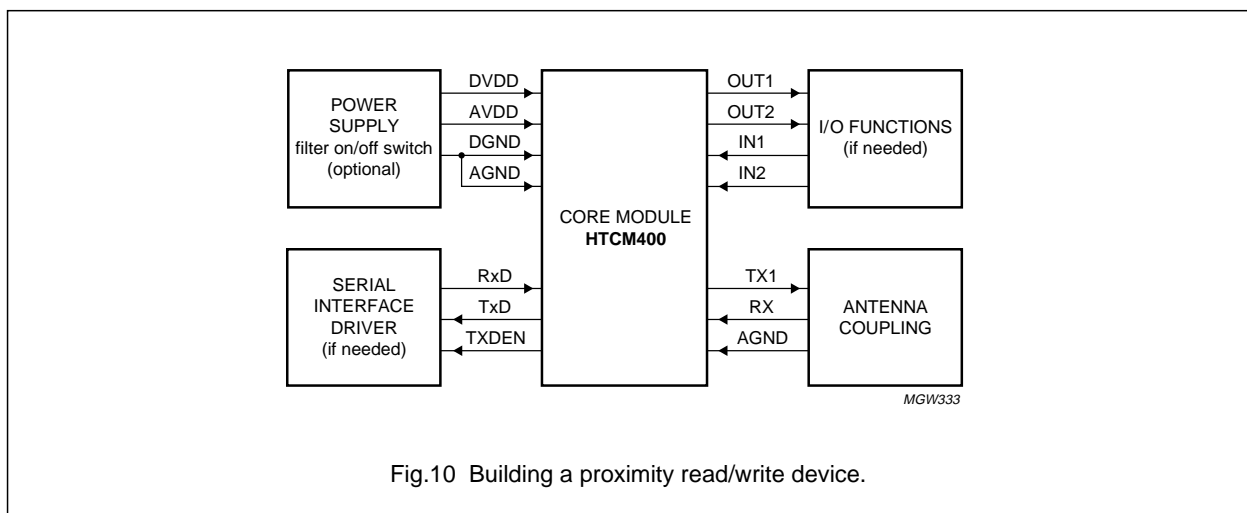 POWER
SUPPLY
filter on/off switch
(optional)
DVDD
AVDD
DGND
AGND
CORE MODULE
HTCM400
OUT1
OUT2
IN1
IN2
I/O FUNCTIONS
(if needed)
SERIAL
INTERFACE
DRIVER
(if needed)
RxD
TxD
TXDEN
TX1
RX
AGND
ANTENNA
COUPLING
MGW333
Fig.10 Building a proximity read/write device.